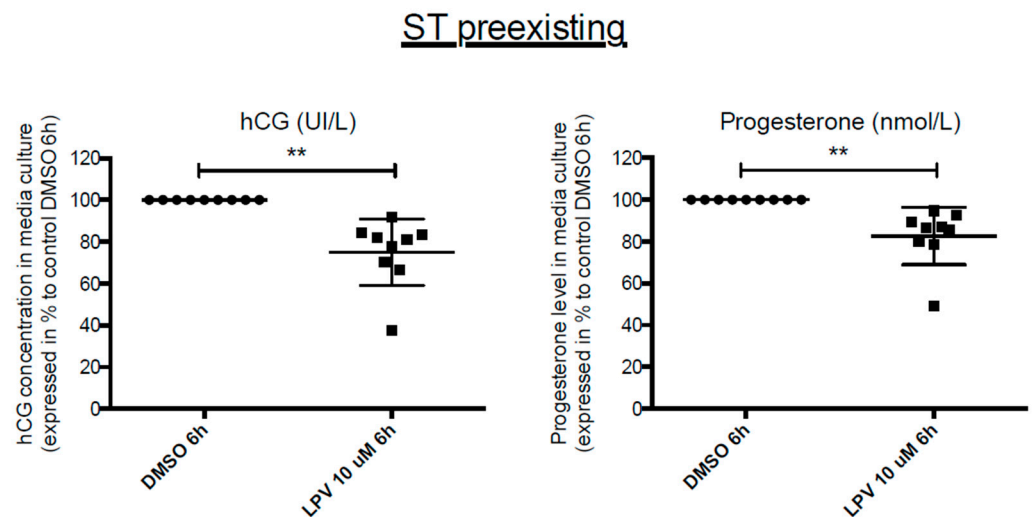 ST preexisting
hCG (UI/L)
**
hCG concentration in media culture
(expressed in % to control DMSO 6h)
120
100
80
60
40
20
0
DMSO 6h
LPV 10 uM 6h
Progesterone (nmol/L)
**
Progesterone level in media culture
(expressed in % to control DMSO 6h)
120
100
80
60
40
20
0
DMSO 6h
LPV 10 uM 6h